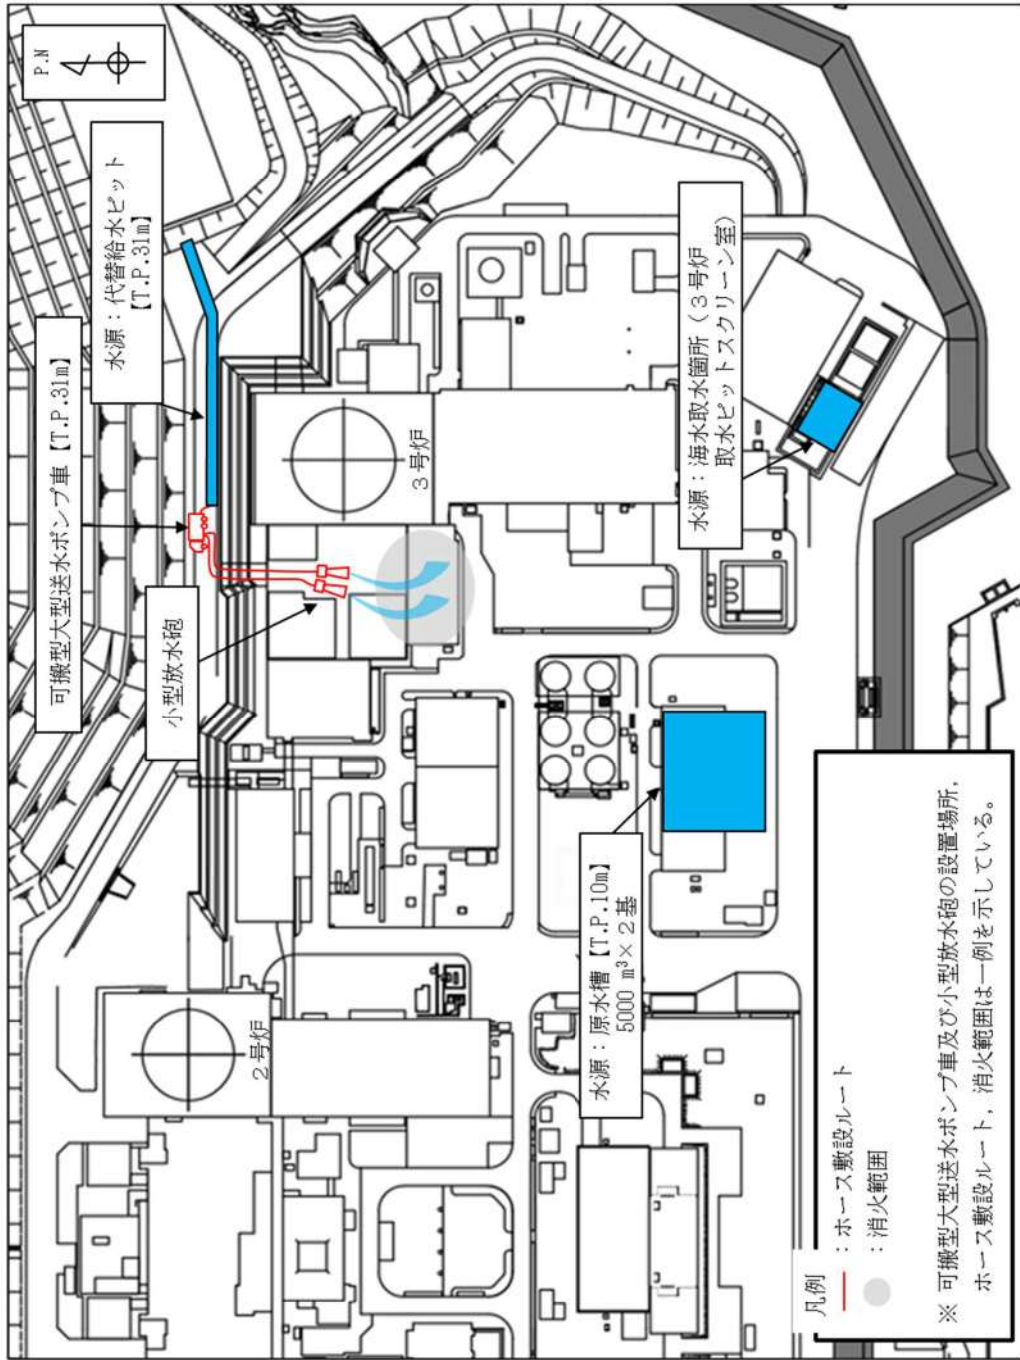 P.N
水源：代替給水ピット
【T.P.31m】
可搬型大型送水ポンプ車【T.P.31m】
小型放水砲
3号炉
水源：海水取水箇所（3号炉
取水ピットスクリーン室）
2号炉
水源：原水槽【T.P.10m】
5000 m³×2基
凡例
：ホース敷設ルート
：消火範囲
※ 可搬型大型送水ポンプ車及び小型放水砲の設置場所，
ホース敷設ルート，消火範囲は一例を示している。